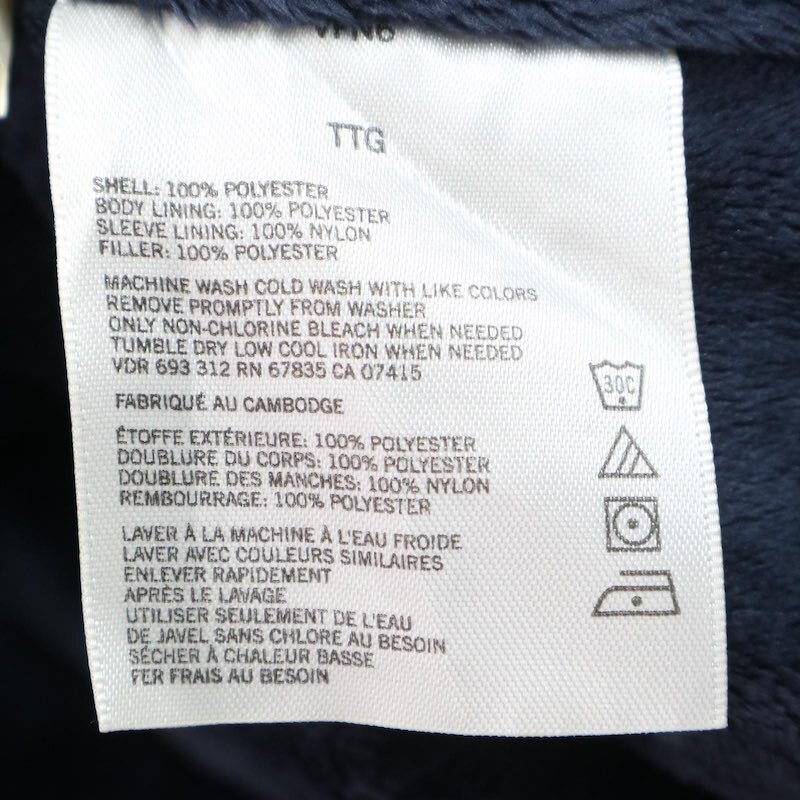 TTG
SHELL: 100% POLYESTER
BODY LINING: 100% POLYESTER
SLEEVE LINING: 100% NYLON
FILLER: 100% POLYESTER
MACHINE WASH COLD WASH WITH LIKE COLORS
REMOVE PROMPTLY FROM WASHER
ONLY NON-CHLORINE BLEACH WHEN NEEDED
TUMBLE DRY LOW COOL IRON WHEN NEEDED
VDR 693 312 RN 67835 CA 07415
FABRIQUÉ AU CAMBODGE
ÉTOFFE EXTÉRIEURE: 100% POLYESTER
DOUBLURE DU CORPS: 100% POLYESTER
DOUBLURE DES MANCHES: 100% NYLON
REMBOURRAGE: 100% POLYESTER
LAVER À LA MACHINE À L'EAU FROIDE
LAVER AVEC COULEURS SIMILAIRES
ENLEVER RAPIDEMENT
APRÈS LE LAVAGE
UTILISER SEULEMENT DE L'EAU
DE JAVEL SANS CHLORE AU BESOIN
SÉCHER À CHALEUR BASSE
FER FRAIS AU BESOIN
30C